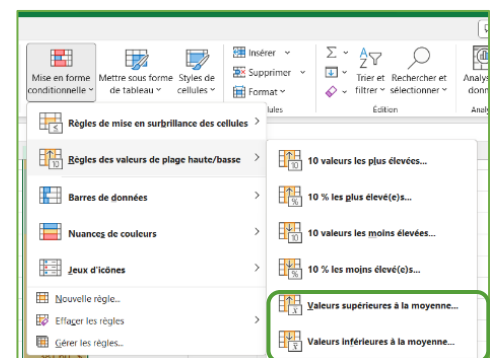 Insérer
Mise en forme conditionnelle
Mettre sous forme de tableau
Styles de cellules
Supprimer
Format
Trier et filtrer
Rechercher et sélectionner
Édition
Règles de mise en surbrillance des cellules
Règles des valeurs de plage haute/basse
Barres de données
Nuances de couleurs
Jeux d'icônes
Nouvelle règle...
Effacer les règles
Gérer les règles...
10 valeurs les plus élevées...
10 % les plus élevé(e)s...
10 valeurs les moins élevées...
10 % les moins élevé(e)s...
Valeurs supérieures à la moyenne...
Valeurs inférieures à la moyenne...